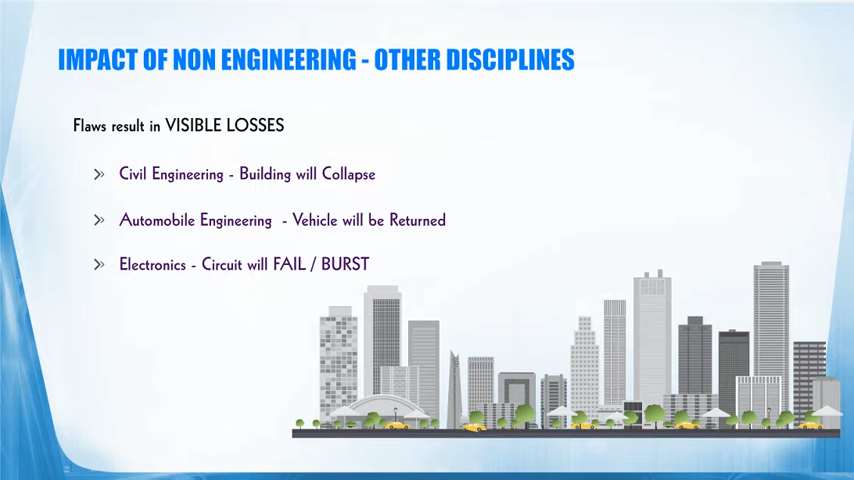 IMPACT OF NON ENGINEERING - OTHER DISCIPLINES
Flaws result in VISIBLE LOSSES
Civil Engineering - Building will Collapse
Automobile Engineering - Vehicle will be Returned
Electronics - Circuit will FAIL / BURST